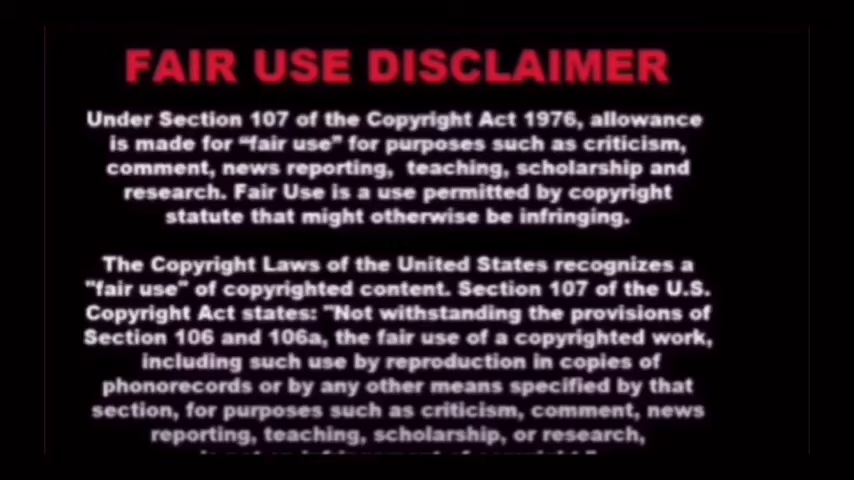 FAIR USE DISCLAIMER
Under Section 107 of the Copyright Act 1976, allowance
is made for “fair use” for purposes such as criticism,
comment, news reporting, teaching, scholarship and
research. Fair Use is a use permitted by copyright
statute that might otherwise be infringing.
The Copyright Laws of the United States recognizes a
"fair use" of copyrighted content. Section 107 of the U.S.
Copyright Act states: "Not withstanding the provisions of
Section 106 and 106a, the fair use of a copyrighted work,
including such use by reproduction in copies of
phonorecords or by any other means specified by that
section, for purposes such as criticism, comment, news
reporting, teaching, scholarship, or research,